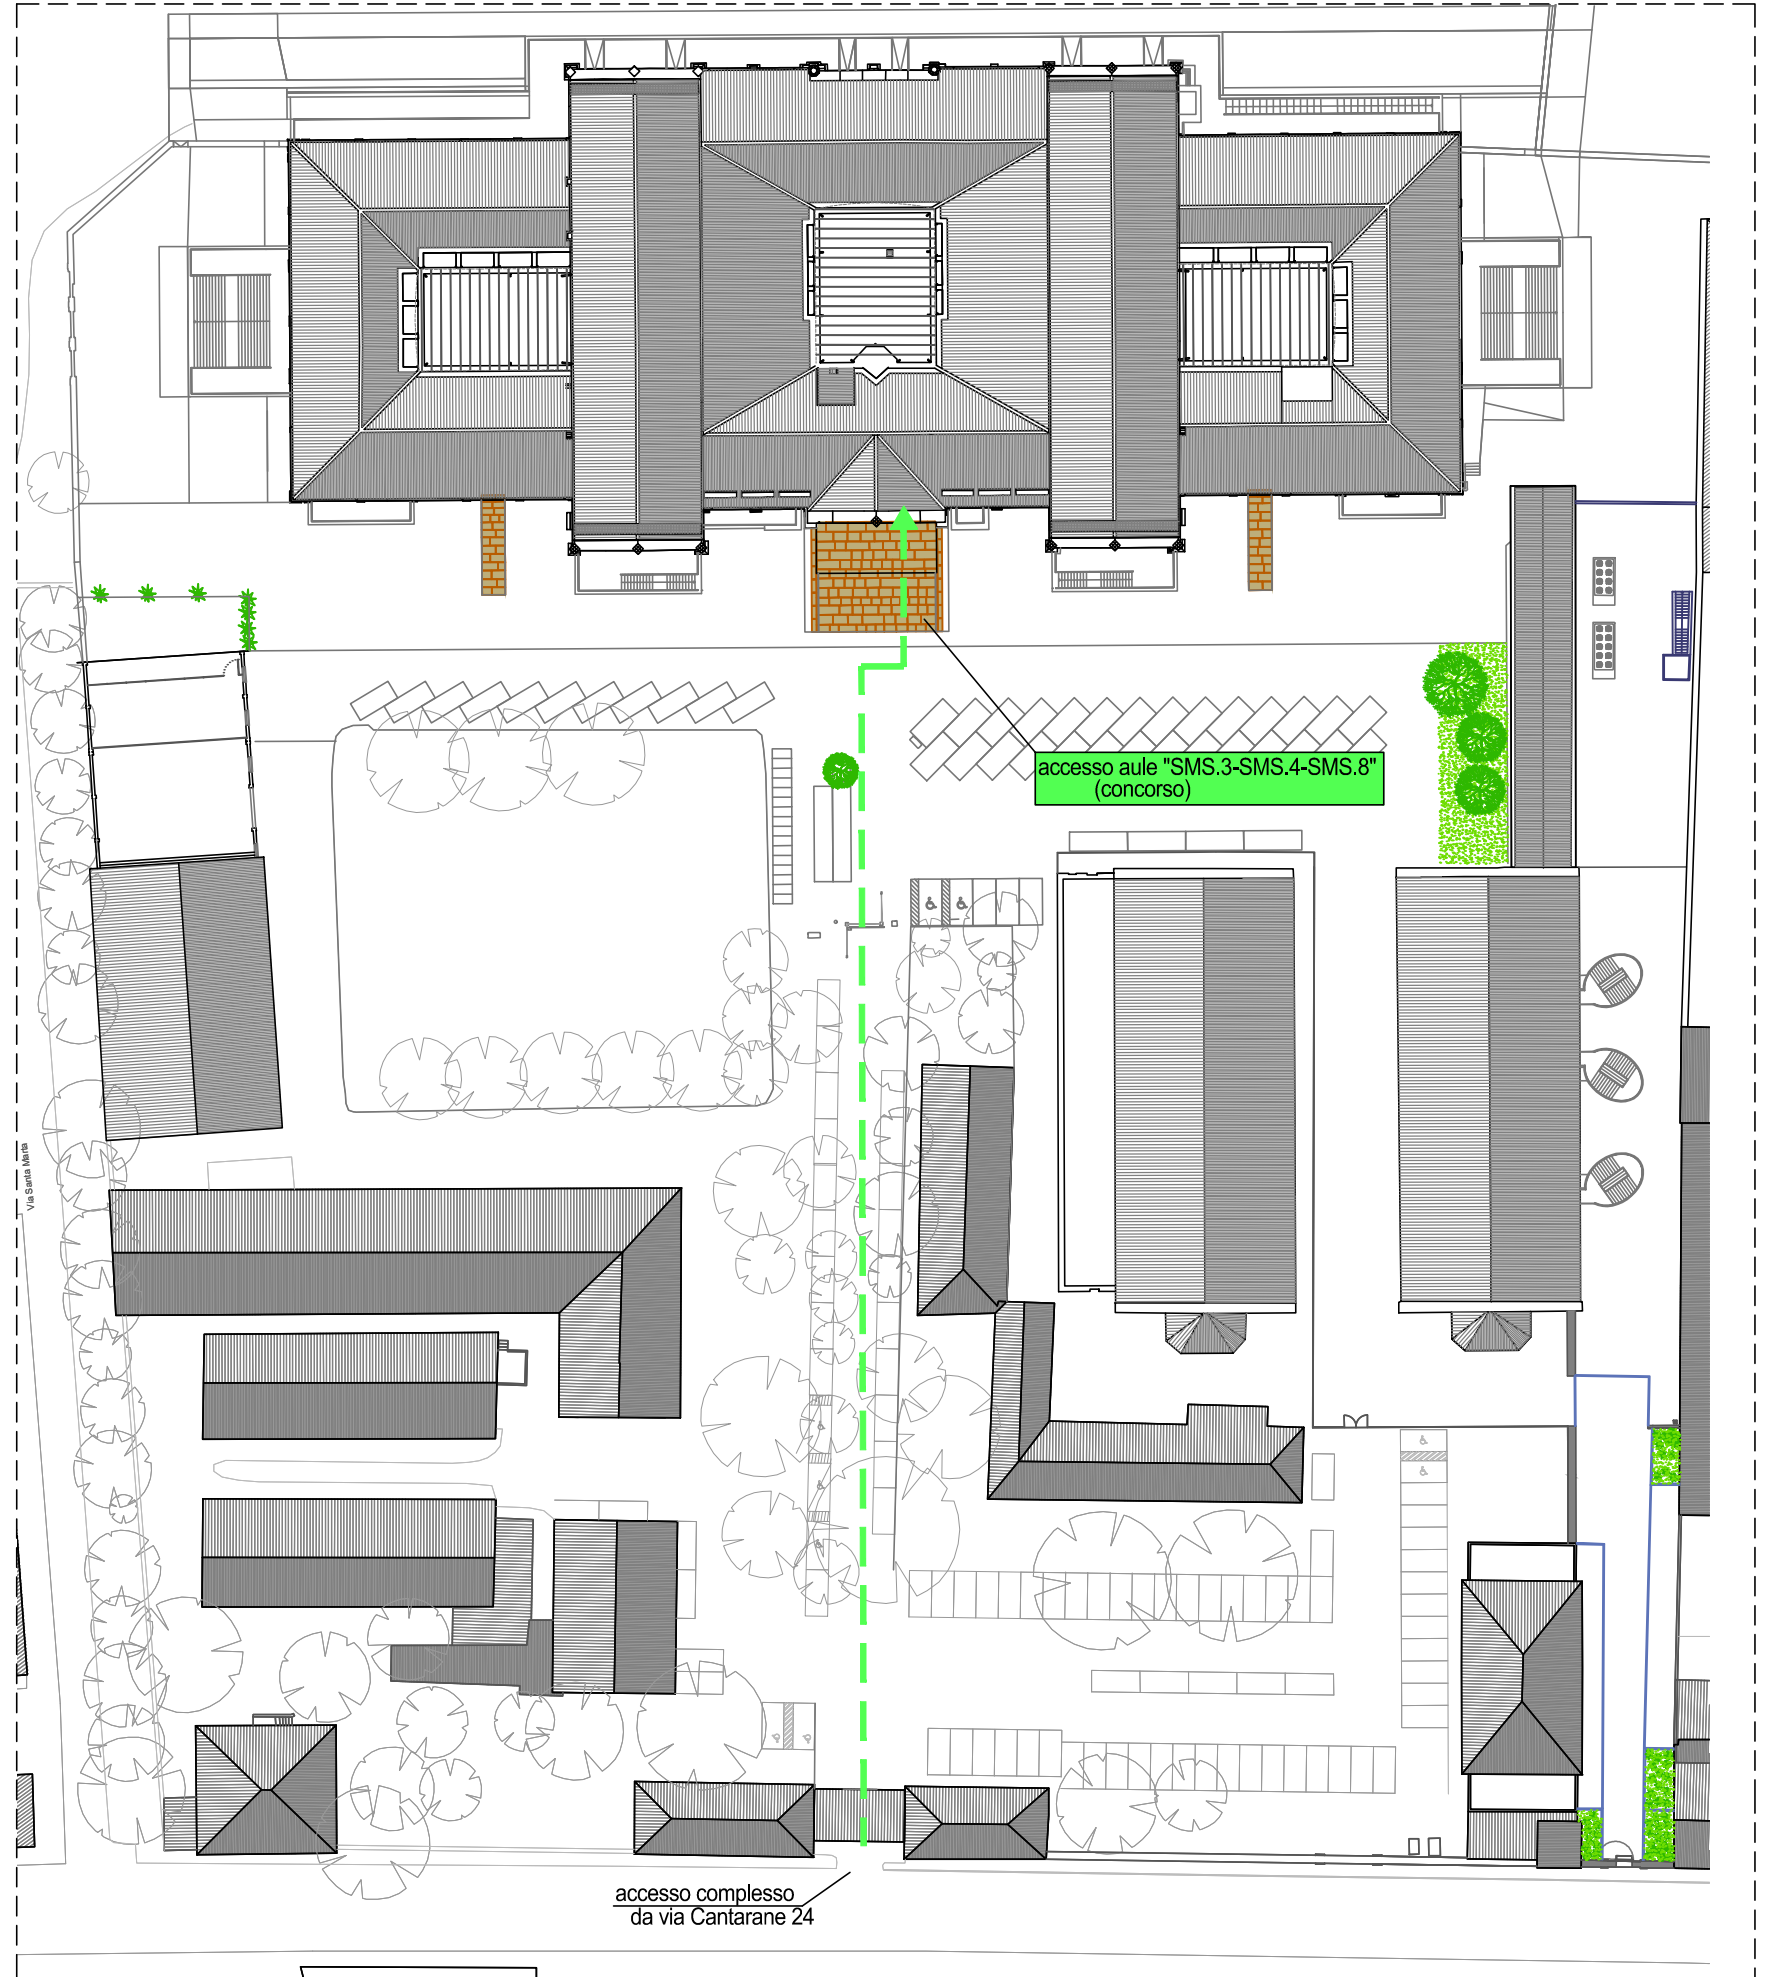 accesso aule "SMS.3-SMS.4-SMS.8"
(concorso)
Via Santa Marta
accesso complesso
da via Cantarane 24